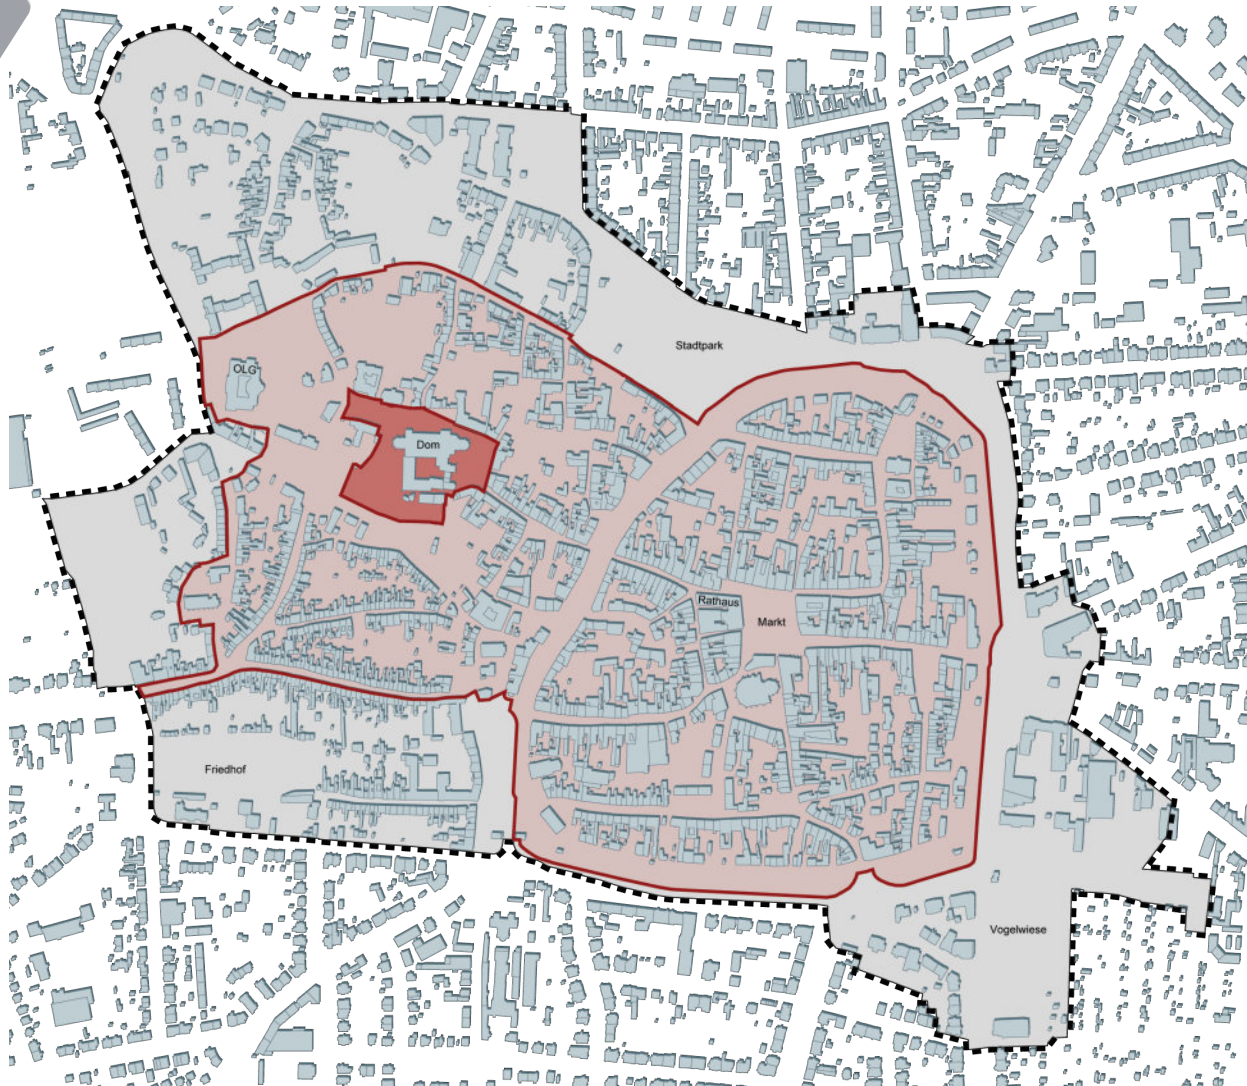 Stadtpark
OLG
Dom
Rathaus
Markt
Friedhof
Vogelwiese